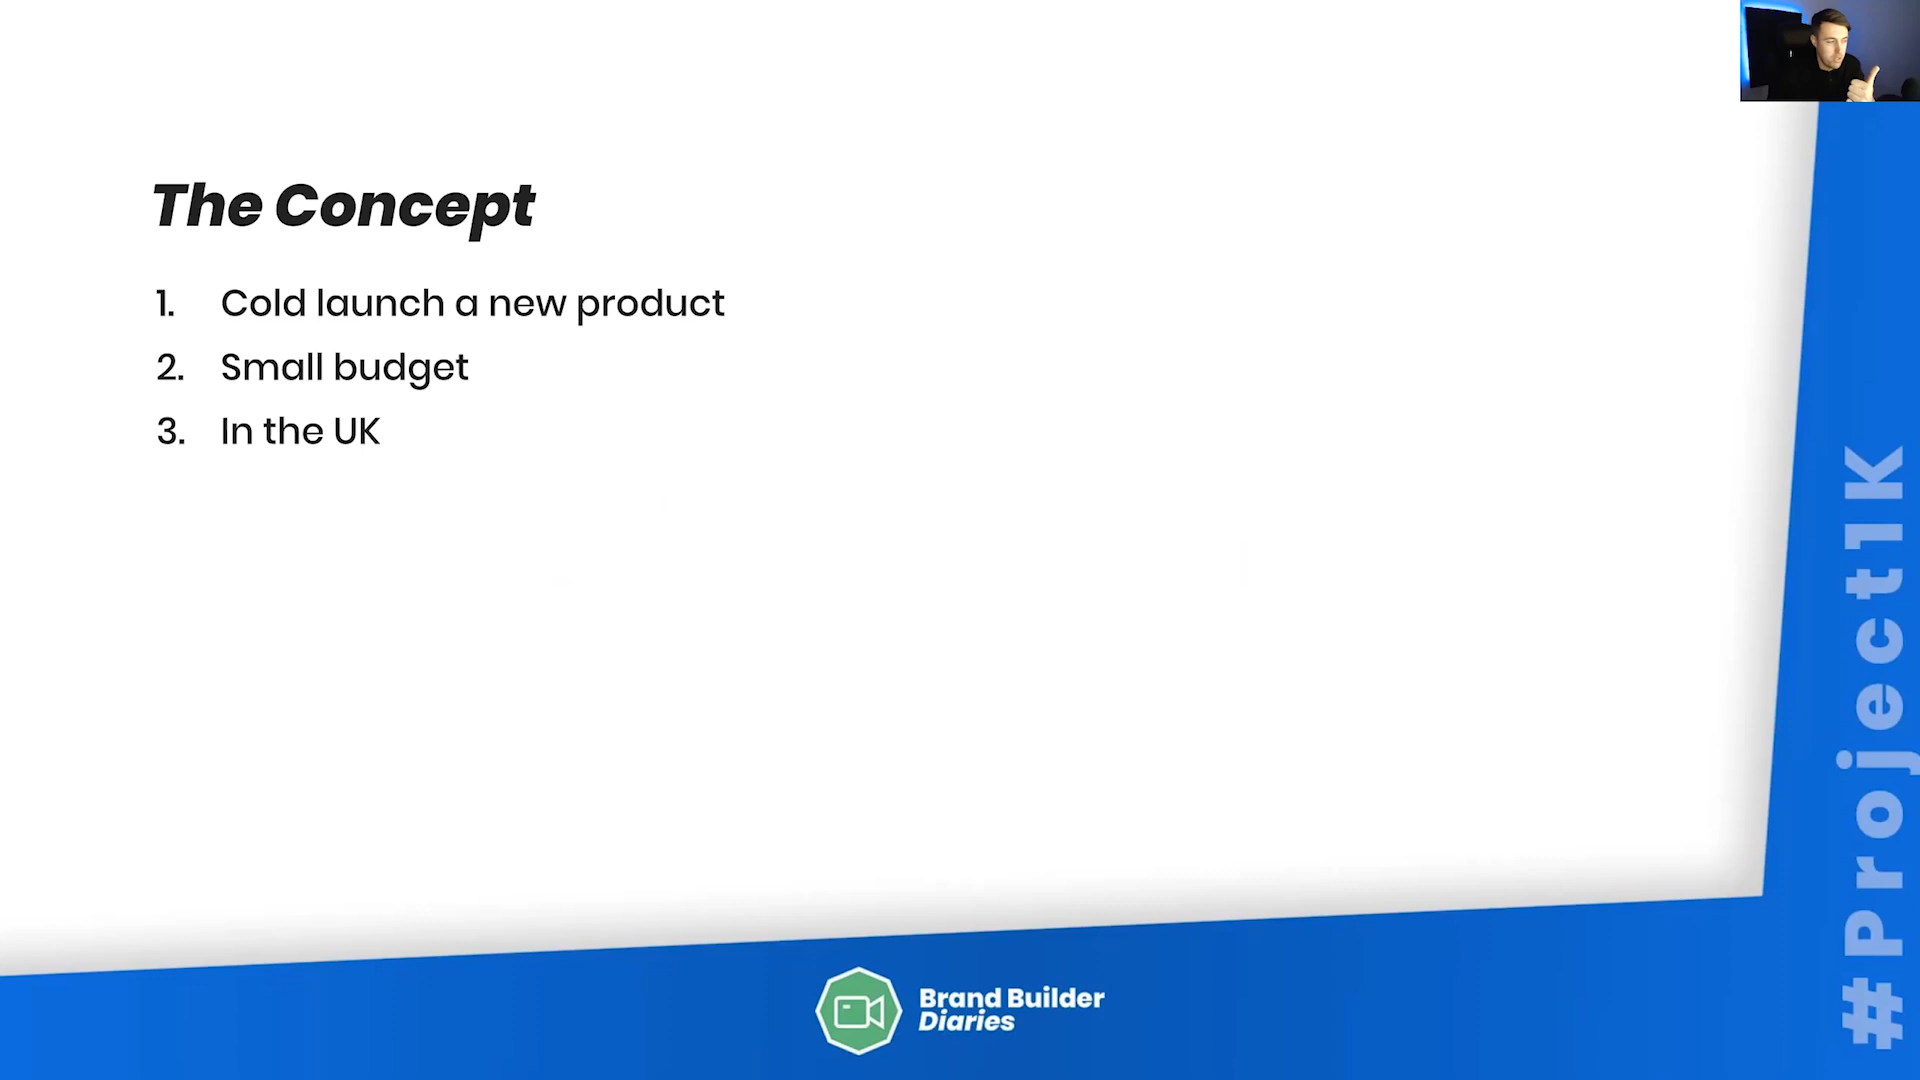 The Concept
1. Cold launch a new product
2. Small budget
3. In the UK
#Project1K
Brand Builder
Diaries